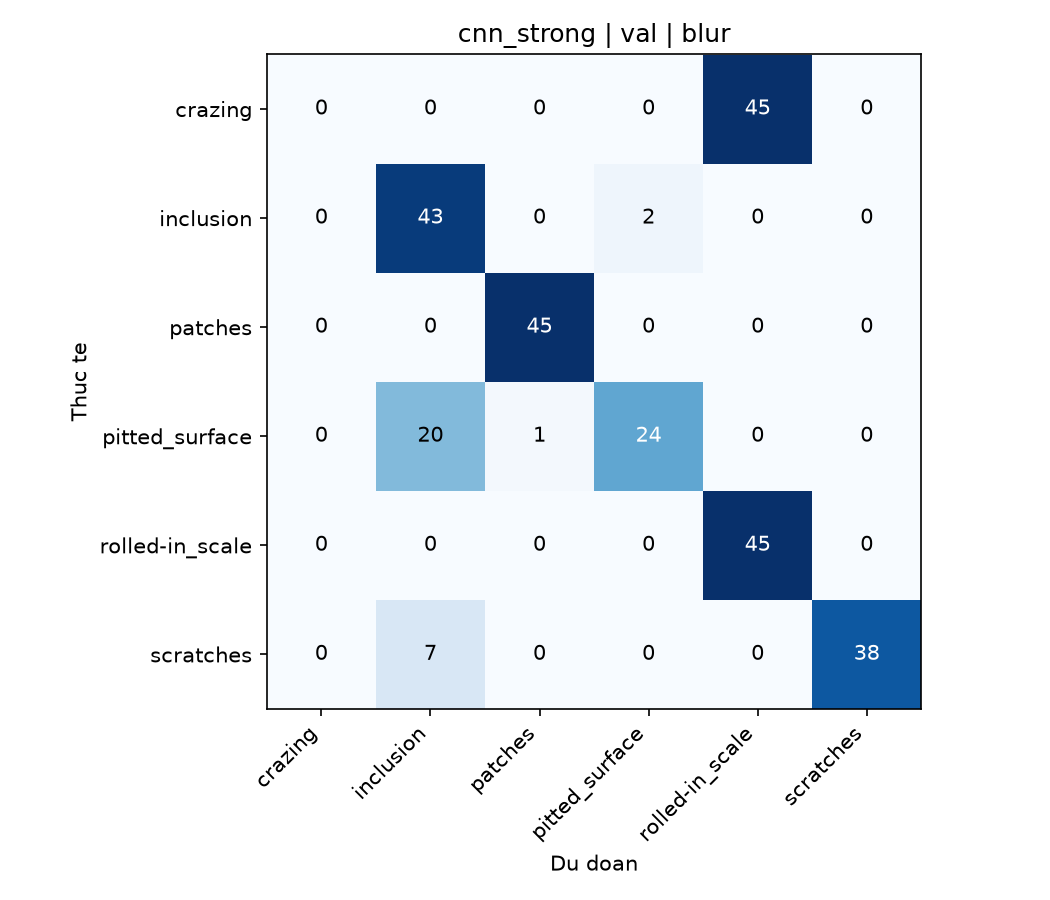 cnn_strong | val | blur
crazing 0 0 0 0 45 0
inclusion 0 43 0 2 0 0
patches 0 0 45 0 0 0
pitted_surface 0 20 1 24 0 0
rolled-in_scale 0 0 0 0 45 0
scratches 0 7 0 0 0 38
Thuc te
crazing inclusion patches pitted_surface rolled-in_scale scratches
Du doan